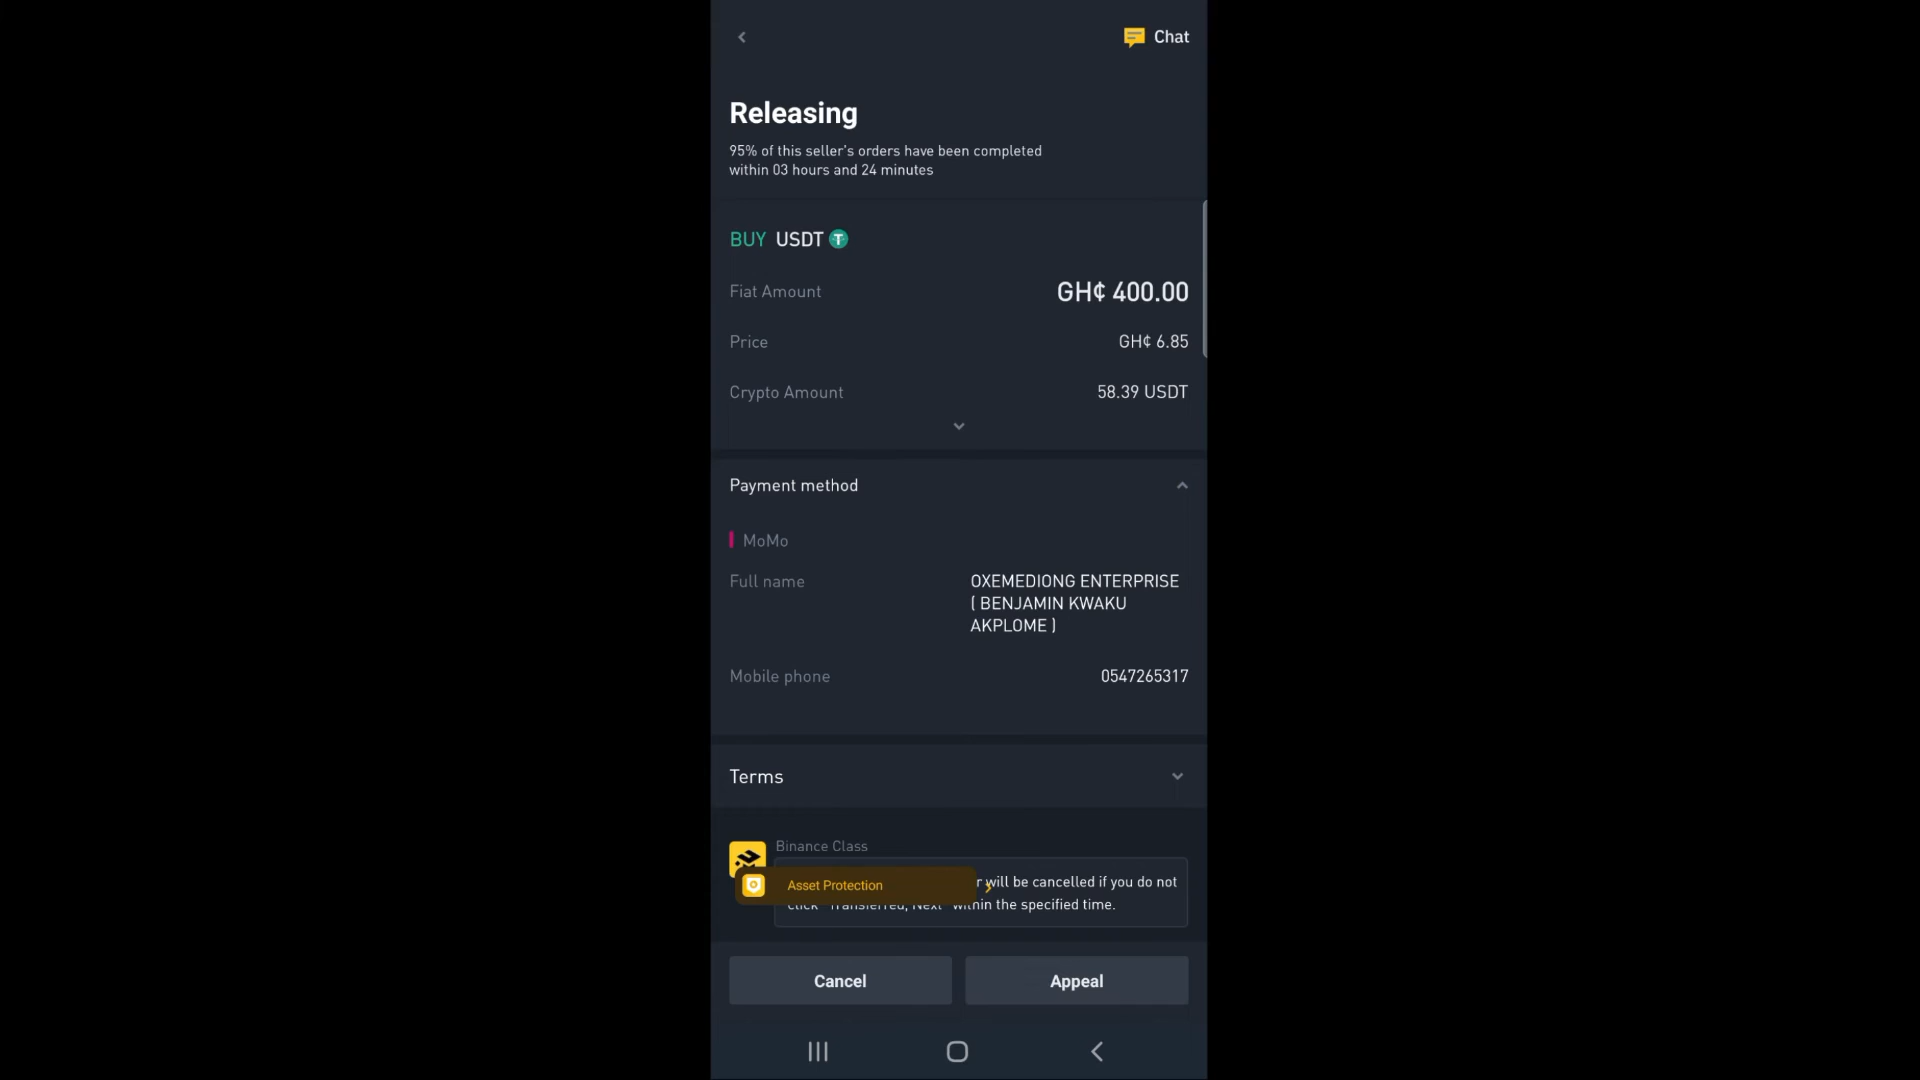 Chat
Releasing
95% of this seller's orders have been completed
within 03 hours and 24 minutes
BUY USDT
Fiat Amount GH¢ 400.00
Price GH¢ 6.85
Crypto Amount 58.39 USDT
Payment method
MoMo
Full name OXEMEDIONG ENTERPRISE
( BENJAMIN KWAKU
AKPLOME )
Mobile phone 0547265317
Terms
Binance Class
Asset Protection will be cancelled if you do not
click "Transferred, Next" within the specified time.
Cancel Appeal